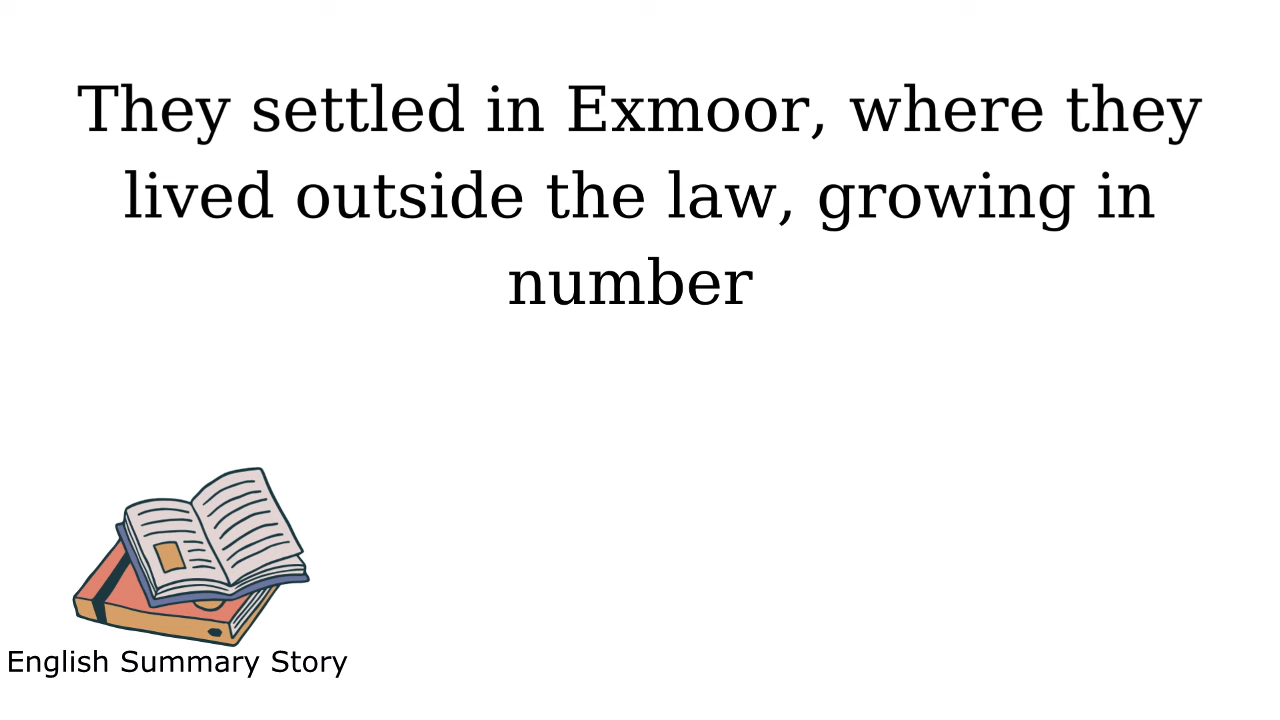 They settled in Exmoor, where they
lived outside the law, growing in
number
English Summary Story